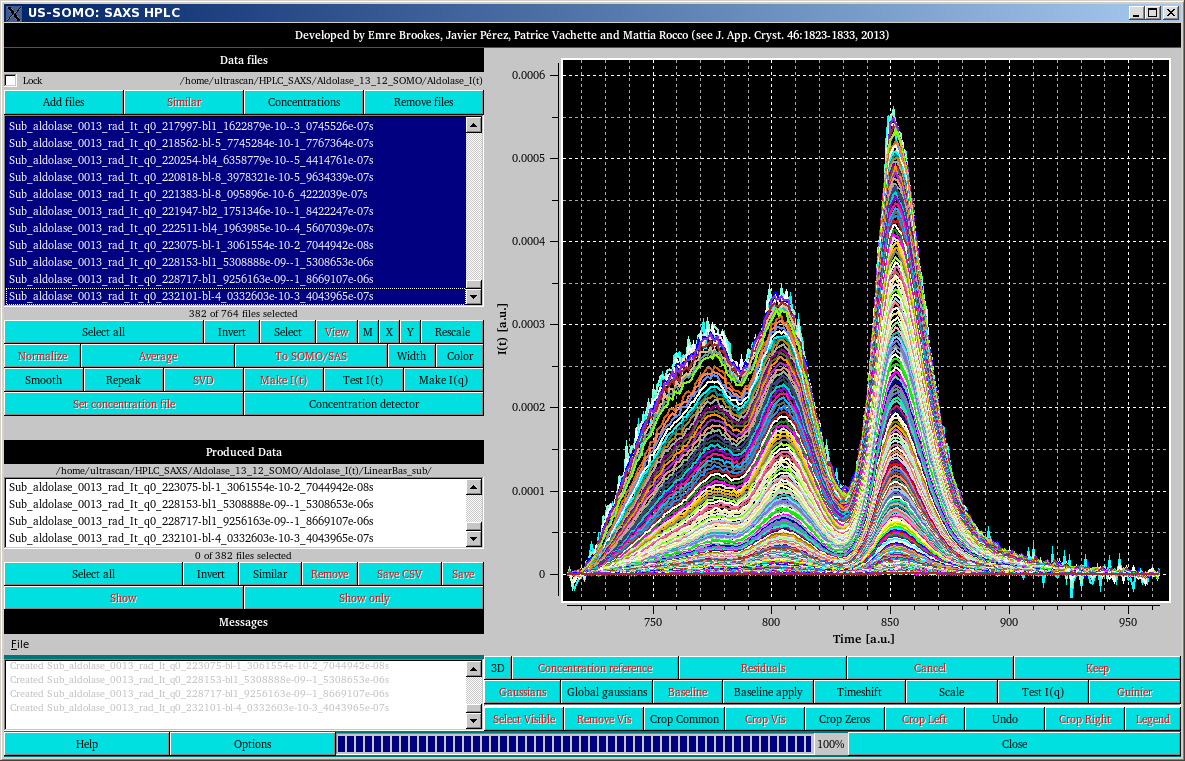 US-SOMO: SAXS HPLC
Developed by Emre Brookes, Javier Pérez, Patrice Vachette and Mattia Rocco (see J. App. Cryst. 46:1823-1833, 2013)
Data files
Lock /home/ultrascan/HPLC_SAXS/Aldolase_13_12_SOMO/Aldolase_I(t)
Add files Similar Concentrations Remove files
Sub_aldolase_0013_rad_It_q0_217997-bl1_1622879e-10--3_0745526e-07s
Sub_aldolase_0013_rad_It_q0_218562-bl-5_7745284e-10-1_7767364e-07s
Sub_aldolase_0013_rad_It_q0_220254-bl4_6358779e-10--5_4414761e-07s
Sub_aldolase_0013_rad_It_q0_220818-bl-8_3978321e-10-5_9634339e-07s
Sub_aldolase_0013_rad_It_q0_221383-bl-8_095896e-10-6_4222039e-07s
Sub_aldolase_0013_rad_It_q0_221947-bl2_1751346e-10--1_8422247e-07s
Sub_aldolase_0013_rad_It_q0_222511-bl4_1963985e-10--4_5607039e-07s
Sub_aldolase_0013_rad_It_q0_223075-bl-1_3061554e-10-2_7044942e-08s
Sub_aldolase_0013_rad_It_q0_228153-bl1_5308888e-09--1_5308653e-06s
Sub_aldolase_0013_rad_It_q0_228717-bl1_9256163e-09--1_8669107e-06s
Sub_aldolase_0013_rad_It_q0_232101-bl-4_0332603e-10-3_4043965e-07s
382 of 764 files selected
Select all Invert Select View M X Y Rescale
Normalize Average To SOMO/SAS Width Color
Smooth Repeak SVD Make I(t) Test I(t) Make I(q)
Set concentration file Concentration detector
Produced Data
/home/ultrascan/HPLC_SAXS/Aldolase_13_12_SOMO/Aldolase_I(t)/LinearBas_sub/
Sub_aldolase_0013_rad_It_q0_223075-bl-1_3061554e-10-2_7044942e-08s
Sub_aldolase_0013_rad_It_q0_228153-bl1_5308888e-09--1_5308653e-06s
Sub_aldolase_0013_rad_It_q0_228717-bl1_9256163e-09--1_8669107e-06s
Sub_aldolase_0013_rad_It_q0_232101-bl-4_0332603e-10-3_4043965e-07s
0 of 382 files selected
Select all Invert Similar Remove Save CSV Save
Show Show only
Messages
File
Created Sub_aldolase_0013_rad_It_q0_223075-bl-1_3061554e-10-2_7044942e-08s
Created Sub_aldolase_0013_rad_It_q0_228153-bl1_5308888e-09--1_5308653e-06s
Created Sub_aldolase_0013_rad_It_q0_228717-bl1_9256163e-09--1_8669107e-06s
Created Sub_aldolase_0013_rad_It_q0_232101-bl-4_0332603e-10-3_4043965e-07s
0.0006
0.0005
0.0004
0.0003
0.0002
0.0001
0
I(t) [a.u.]
750 800 850 900 950
Time [a.u.]
3D Concentration reference Residuals Cancel Keep
Gaussians Global gaussians Baseline Baseline apply Timeshift Scale Test I(q) Guinier
Select Visible Remove Vis Crop Common Crop Vis Crop Zeros Crop Left Undo Crop Right Legend
Help Options 100% Close